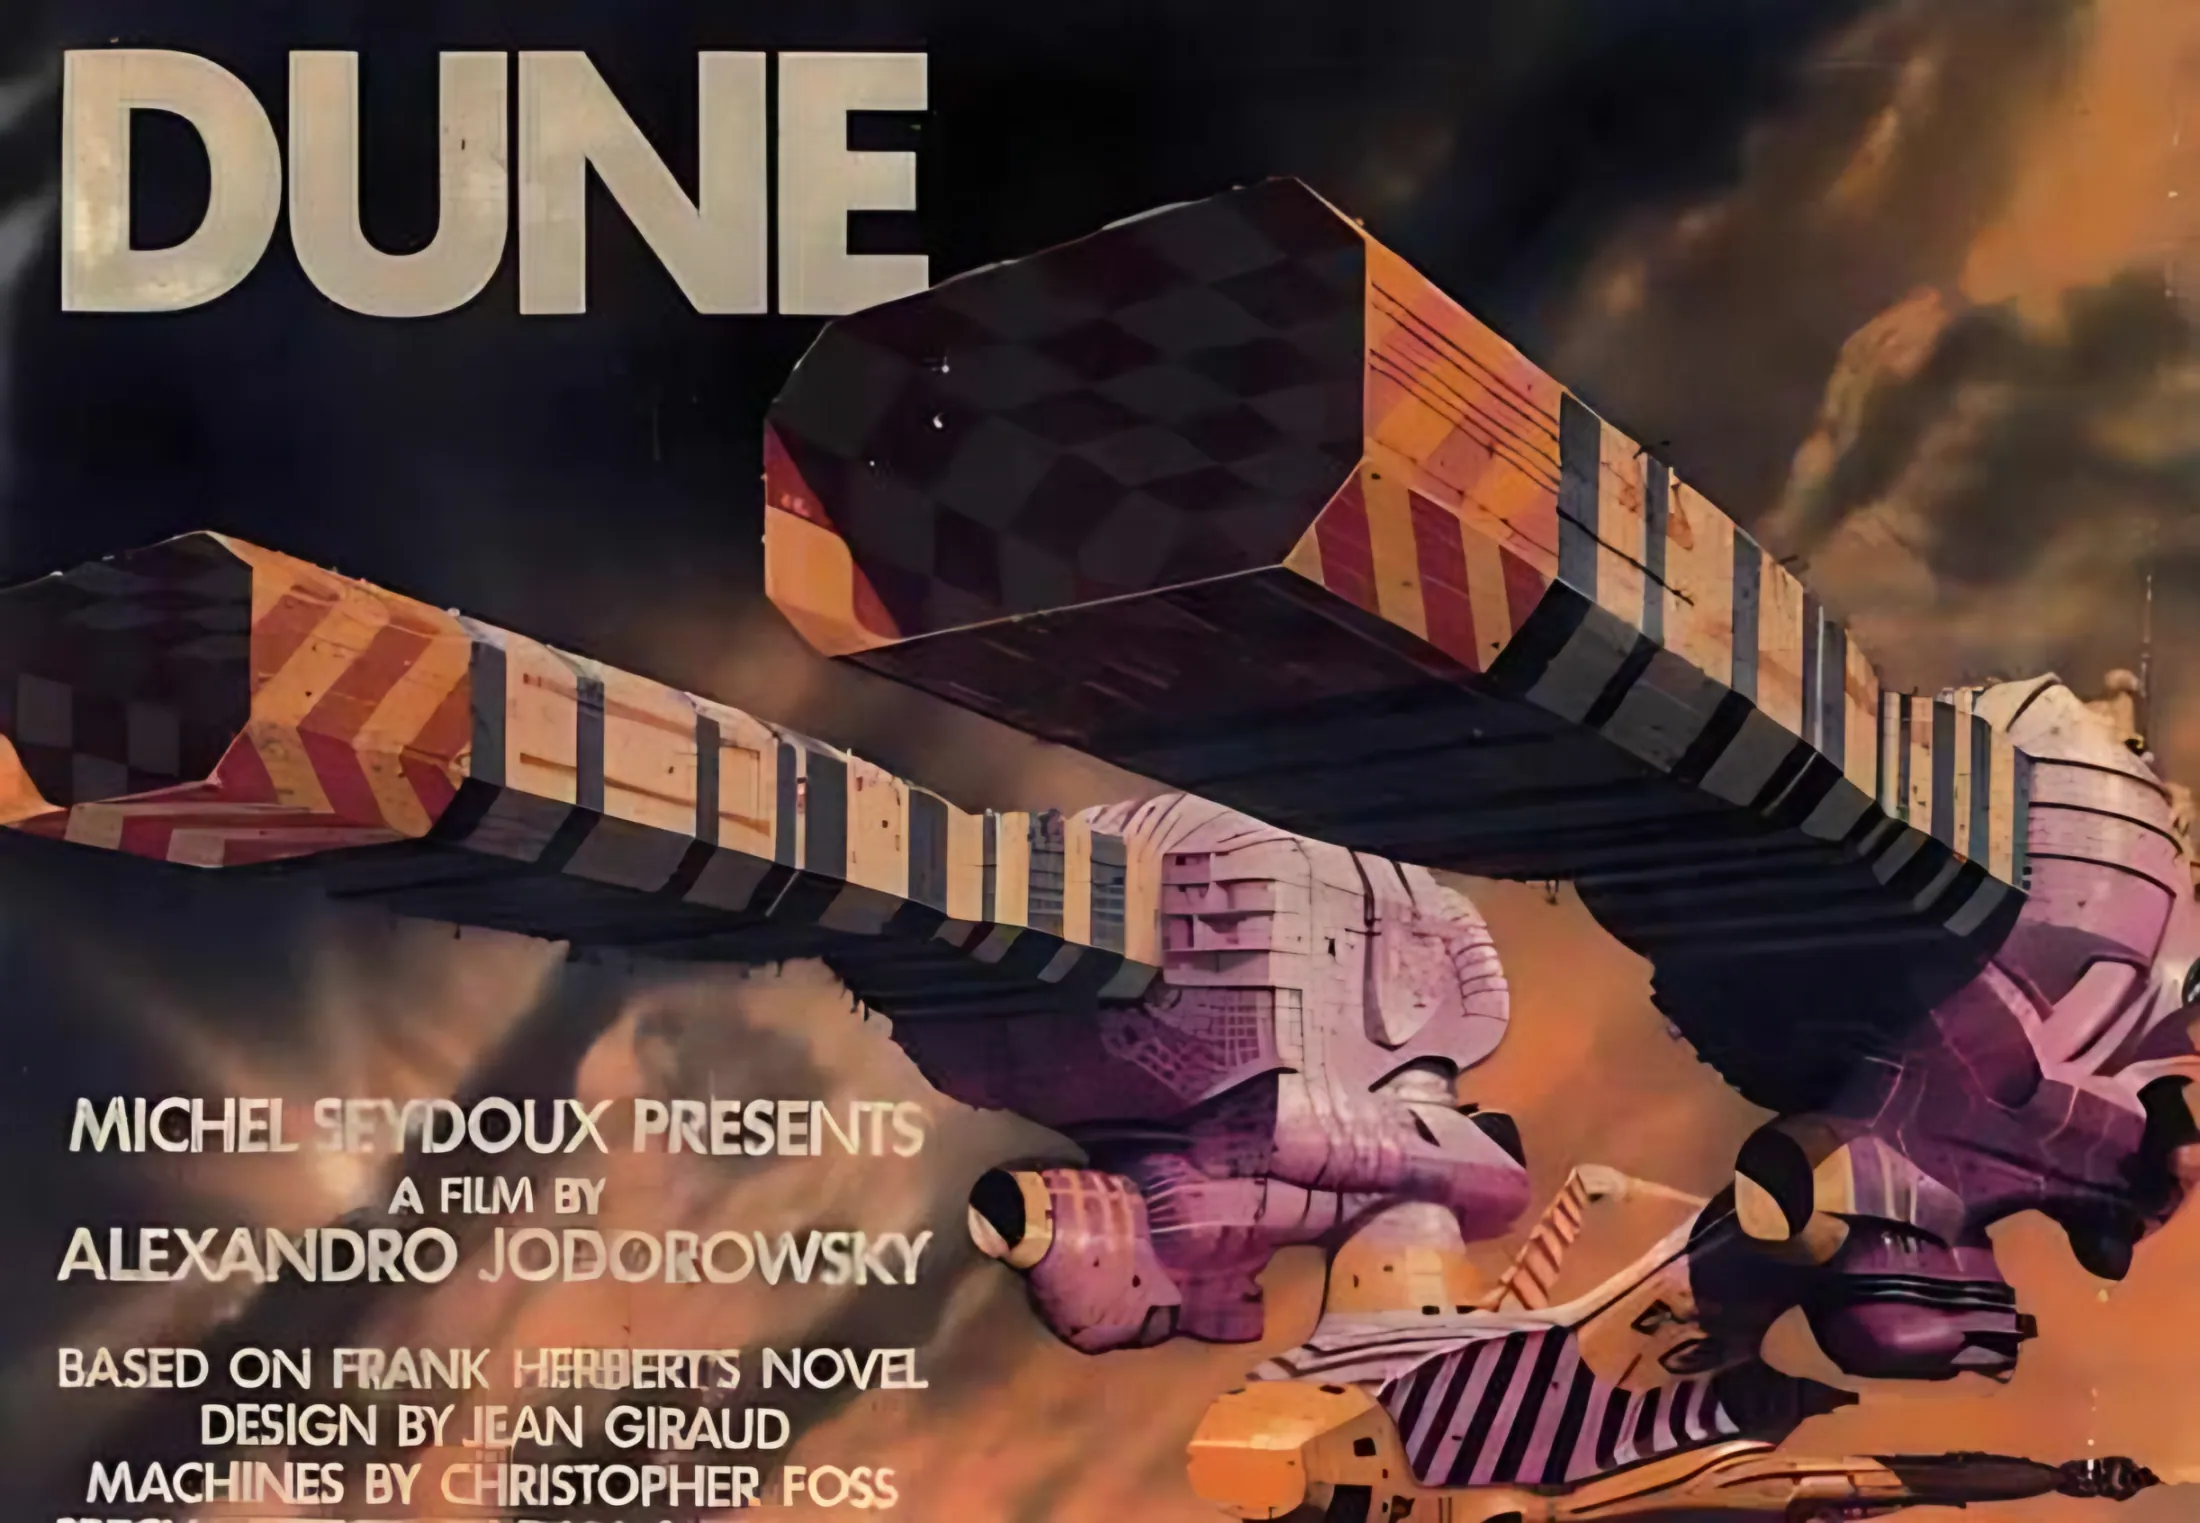 DUNE
MICHEL SEYDOUX PRESENTS
A FILM BY
ALEXANDRO JODOROWSKY
BASED ON FRANK HERBERT'S NOVEL
DESIGN BY JEAN GIRAUD
MACHINES BY CHRISTOPHER FOSS